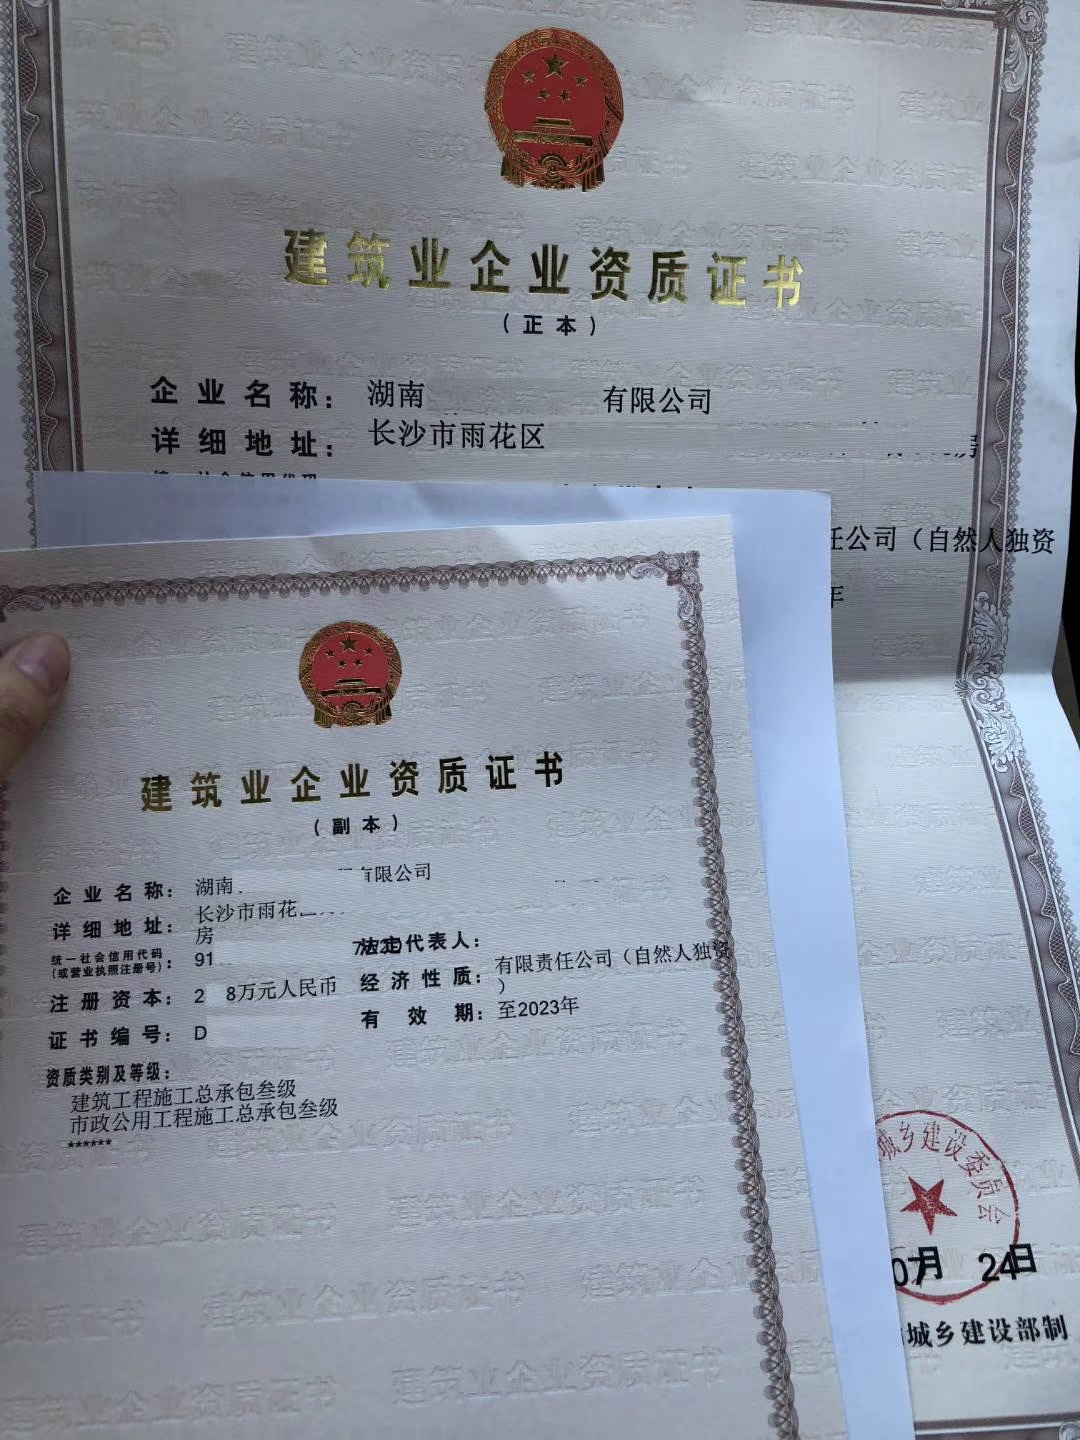 建筑业企业资质证书
（正本）
企业名称：湖南 有限公司
详细地址：长沙市雨花区 房
任公司（自然人独资
年
建筑业企业资质证书
（副本）
企业名称：湖南 有限公司
详细地址：长沙市雨花
房
统一社会信用代码
(或营业执照注册号)：91 法定代表人：
注册资本：2 8万元人民币 经济性质：有限责任公司（自然人独资
）
证书编号：D 有效期：至2023年
资质类别及等级：
建筑工程施工总承包叁级
市政公用工程施工总承包叁级
******
城乡建设委员会
07月 24日
城乡建设部制